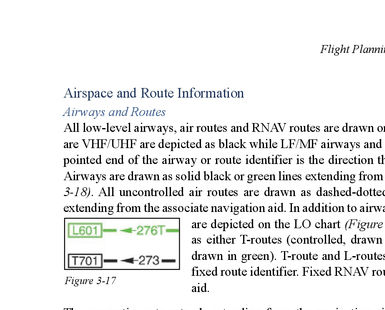 Flight Planni
Airspace and Route Information
Airways and Routes
All low-level airways, air routes and RNAV routes are drawn o
are VHF/UHF are depicted as black while LF/MF airways and
pointed end of the airway or route identifier is the direction th
Airways are drawn as solid black or green lines extending from
3-18). All uncontrolled air routes are drawn as dashed-dotted
extending from the associate navigation aid. In addition to airwa
are depicted on the LO chart (Figure
L601 276T
as either T-routes (controlled, drawn
drawn in green). T-route and L-routes
T701 273
fixed route identifier. Fixed RNAV rou
Figure 3-17
aid.